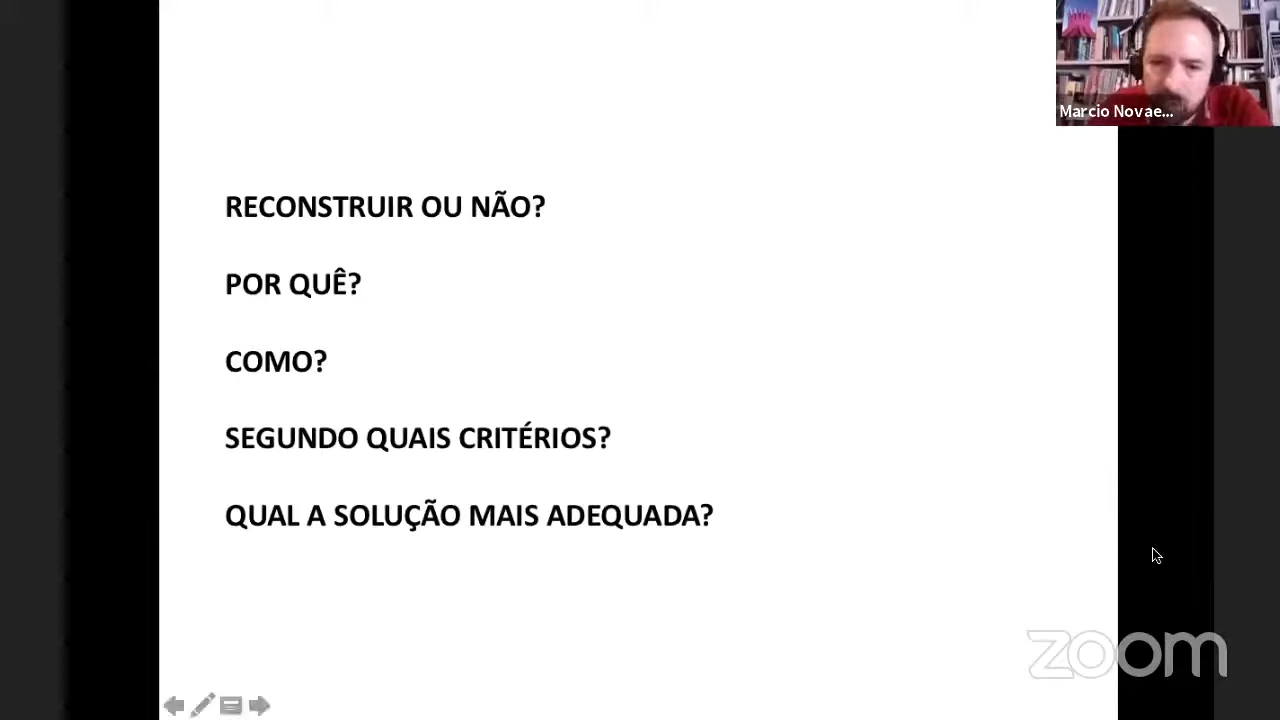 Marcio Novae...
RECONSTRUIR OU NÃO?
POR QUÊ?
COMO?
SEGUNDO QUAIS CRITÉRIOS?
QUAL A SOLUÇÃO MAIS ADEQUADA?
zoom